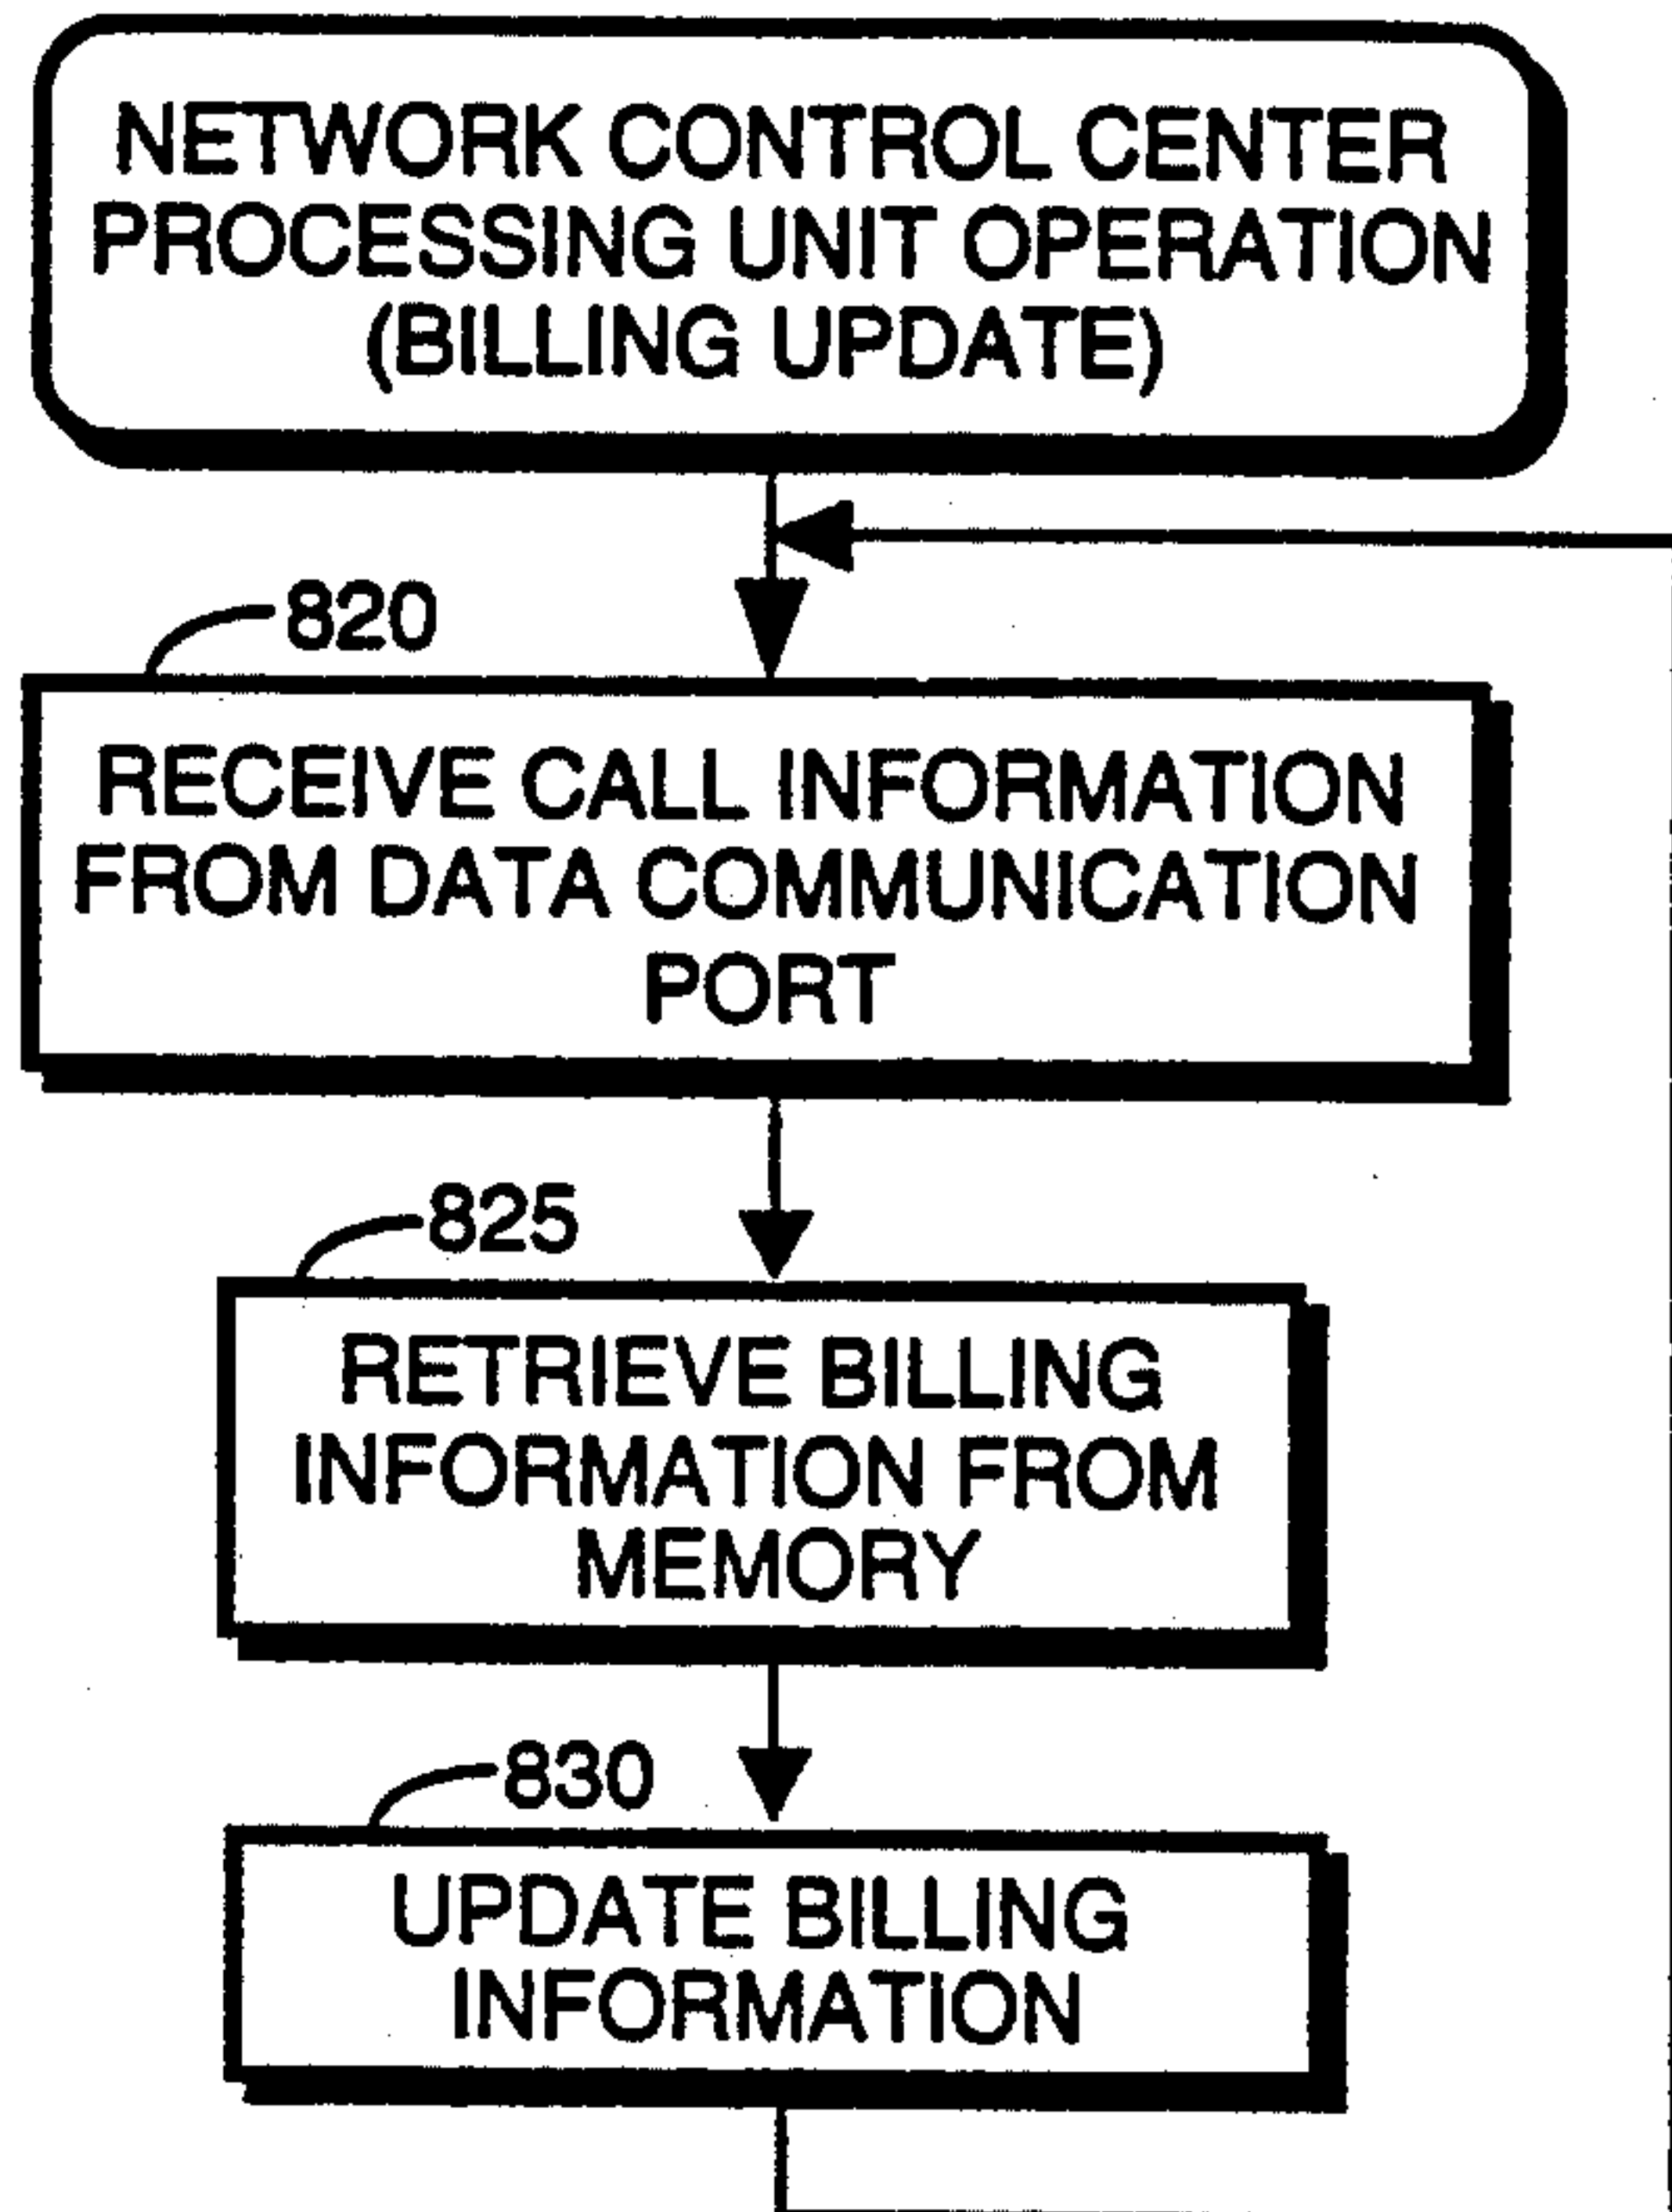 NETWORK CONTROL CENTER
PROCESSING UNIT OPERATION
(BILLING UPDATE)
820
RECEIVE CALL INFORMATION
FROM DATA COMMUNICATION
PORT
825
RETRIEVE BILLING
INFORMATION FROM
MEMORY
830
UPDATE BILLING
INFORMATION